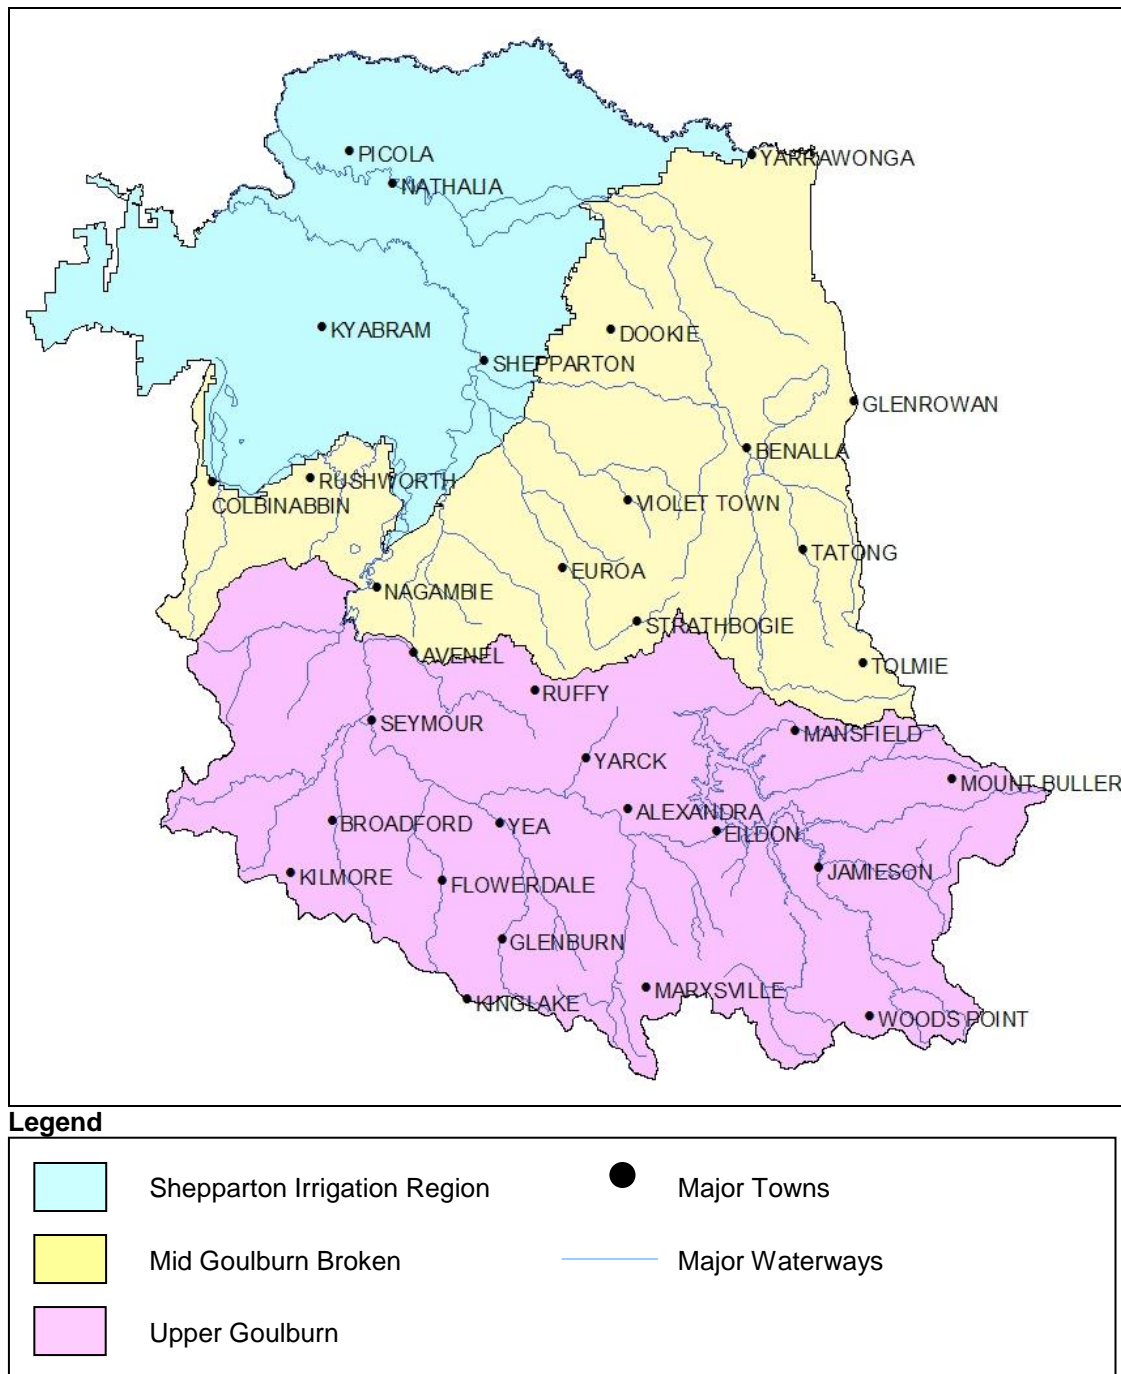 PICOLA
YARRAWONGA
NATHALIA
KYABRAM
DOOKIE
SHEPPARTON
GLENROWAN
BENALLA
RUSHWORTH
COLBINABBIN
VIOLET TOWN
TATONG
EUROA
NAGAMBIE
STRATHBOGIE
AVENEL
TOLMIE
RUFFY
SEYMOUR
MANSFIELD
YARCK
MOUNT BULLER
ALEXANDRA
BROADFORD
YEA
EILDON
JAMIESON
KILMORE
FLOWERDALE
GLENBURN
MARYSVILLE
KINGLAKE
WOODS POINT
Legend
Shepparton Irrigation Region
Major Towns
Mid Goulburn Broken
Major Waterways
Upper Goulburn